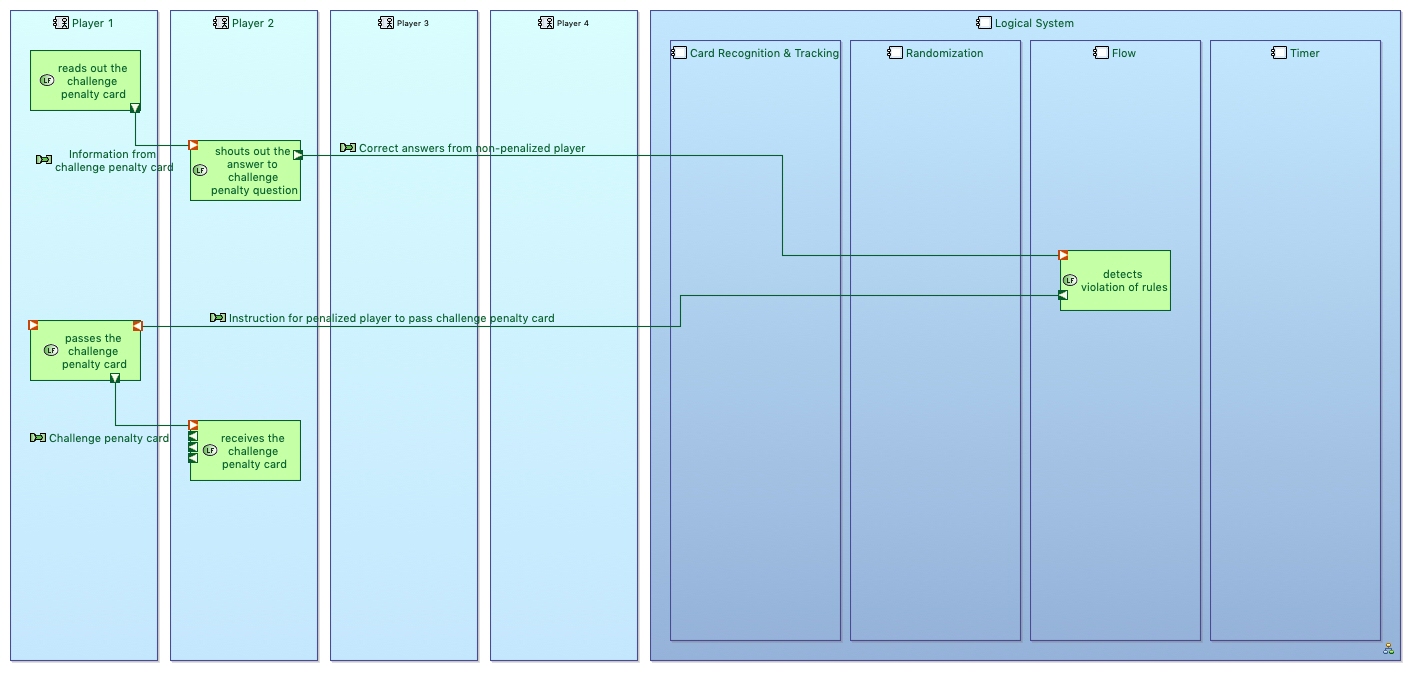 Player 1
Player 2
Player 3
Player 4
Logical System
Card Recognition & Tracking
Randomization
Flow
Timer
LF
reads out the
challenge
penalty card
Information from
challenge penalty card
LF
shouts out the
answer to
challenge
penalty question
Correct answers from non-penalized player
LF
detects
violation of rules
Instruction for penalized player to pass challenge penalty card
LF
passes the
challenge
penalty card
Challenge penalty card
LF
receives the
challenge
penalty card